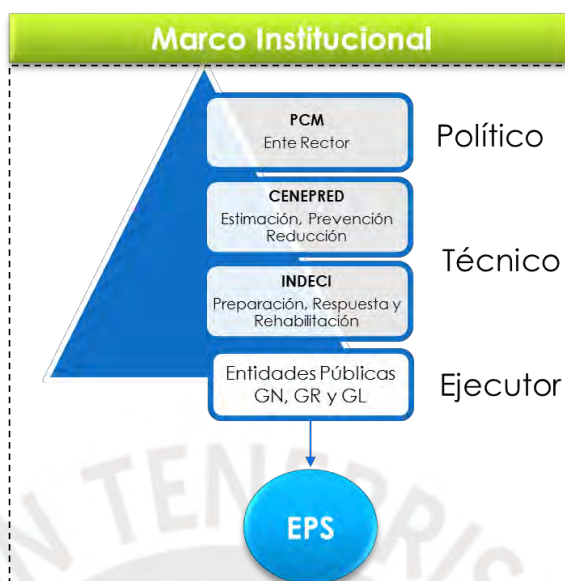 Marco Institucional
PCM
Ente Rector
Político
CENEPRED
Estimación, Prevención
Reducción
Técnico
INDECI
Preparación, Respuesta y
Rehabilitación
Entidades Públicas
GN, GR y GL
Ejecutor
EPS